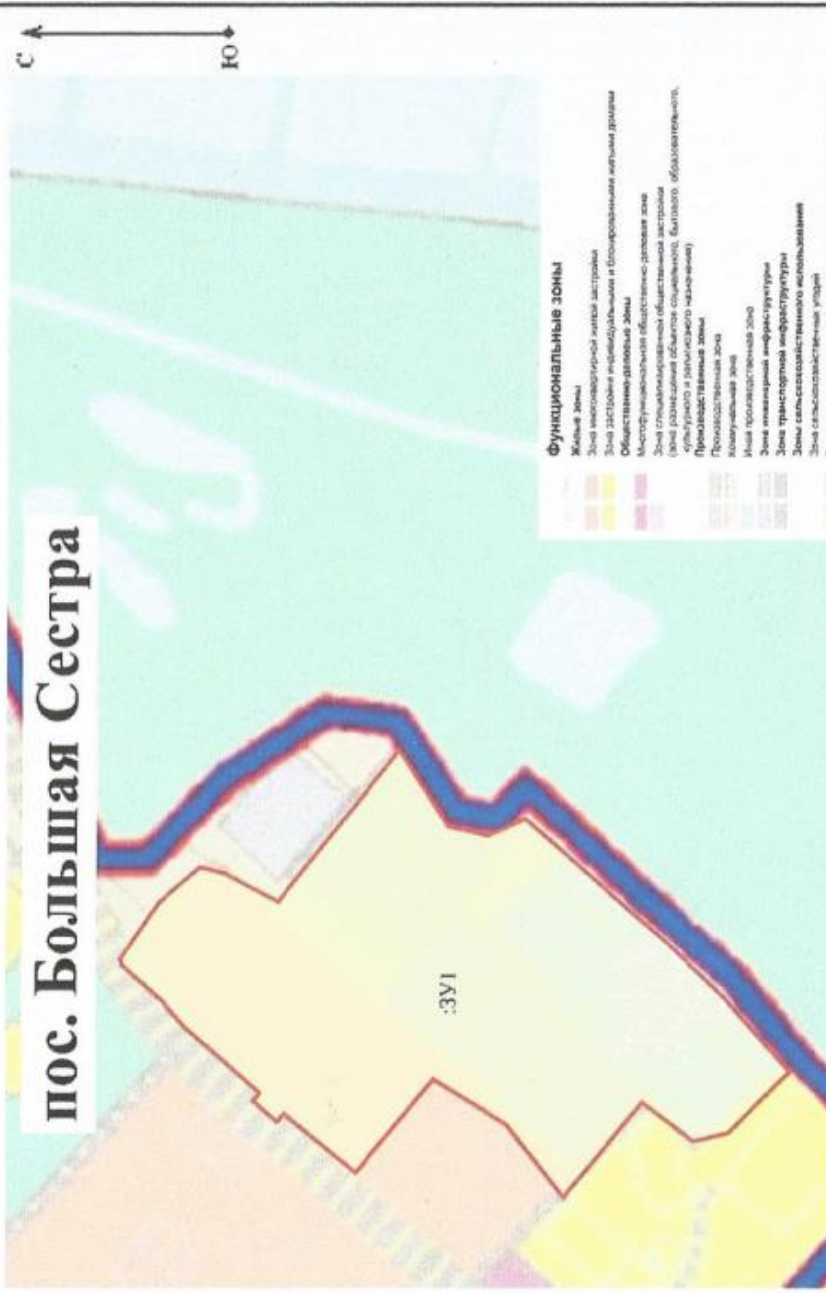 пос. Большая Сестра
С
Ю
:ЗУ1
Функциональные зоны
Жилые зоны
Зона многоквартирной жилой застройки
Зона застройки индивидуальными и блокированными жилыми домами
Общественно-деловые зоны
Многофункциональная общественно-деловая зона
Зона специализированной общественной застройки
(зона размещения объектов социального, бытового, образовательного,
культурного и религиозного назначения)
Производственные зоны
Производственная зона
Коммунальная зона
Иная производственная зона
Зона инженерной инфраструктуры
Зона транспортной инфраструктуры
Зоны сельскохозяйственного использования
Зона сельскохозяйственных угодий